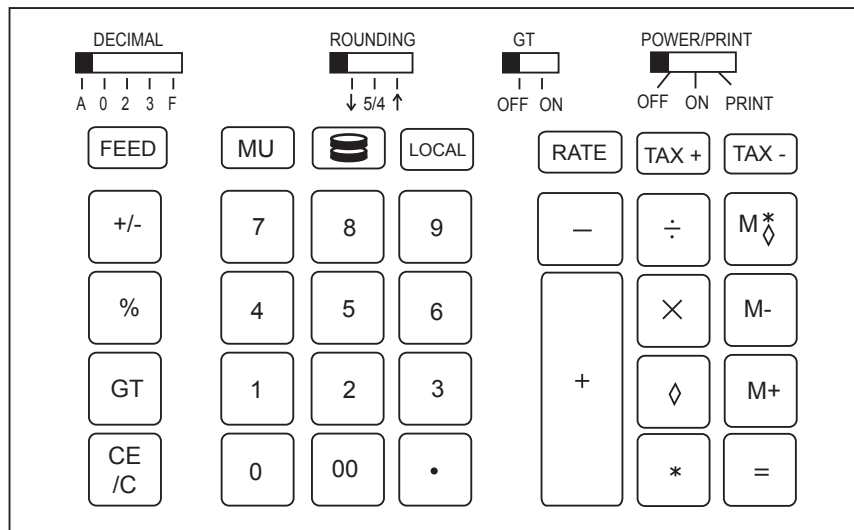 DECIMAL ROUNDING GT POWER/PRINT
A 0 2 3 F ↓ 5/4 ↑ OFF ON OFF ON PRINT
FEED MU LOCAL RATE TAX + TAX -
+/- 7 8 9 — ÷ M*◊
% 4 5 6 × M-
GT 1 2 3 + ◊ M+
CE
/C 0 00 • * =